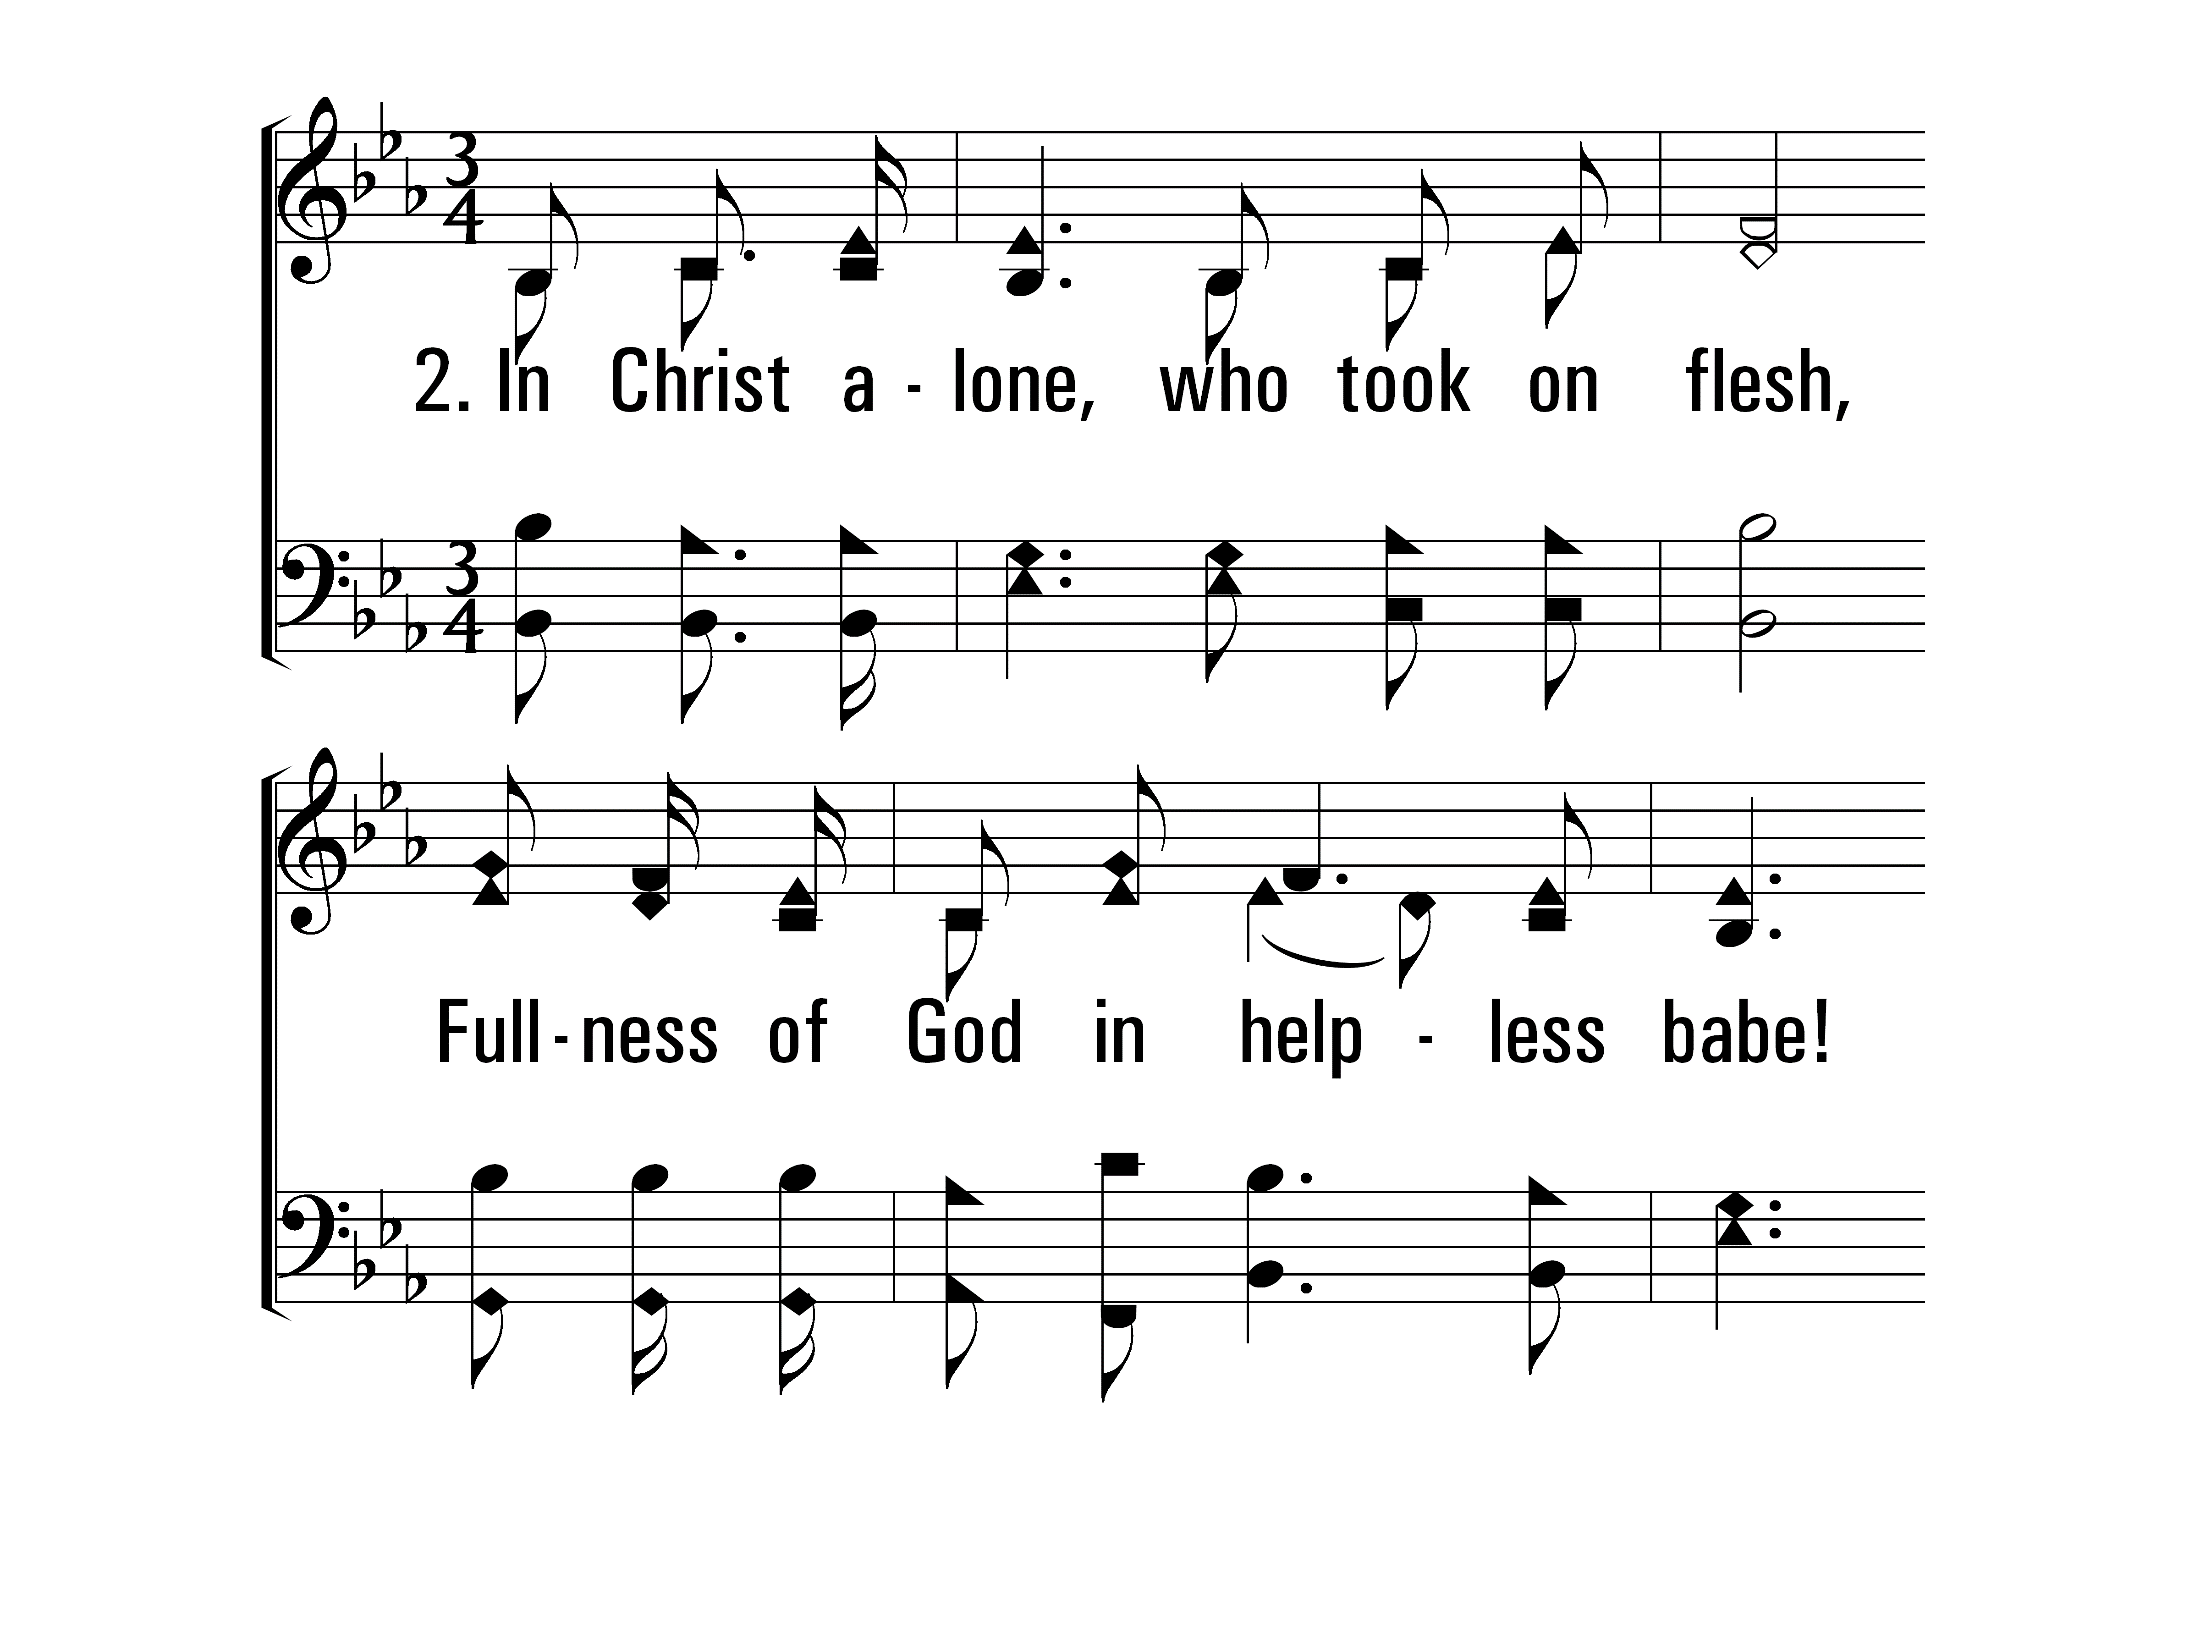 2. In Christ a - lone, who took on flesh,
Full - ness of God in help - less babe!